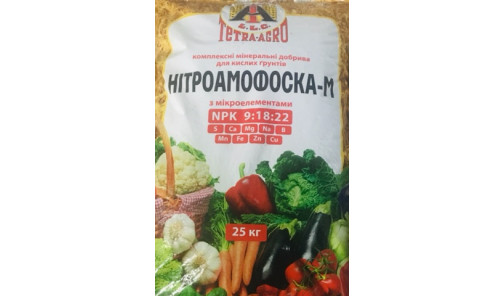 С.Е.С.
TETRA-AGRO
комплексні мінеральні добрива
для кислих ґрунтів
НІТРОАМОФОСКА-М
з мікроелементами
NPK 9:18:22
S Ca Mg Na B
Mn Fe Zn Cu
25 кг